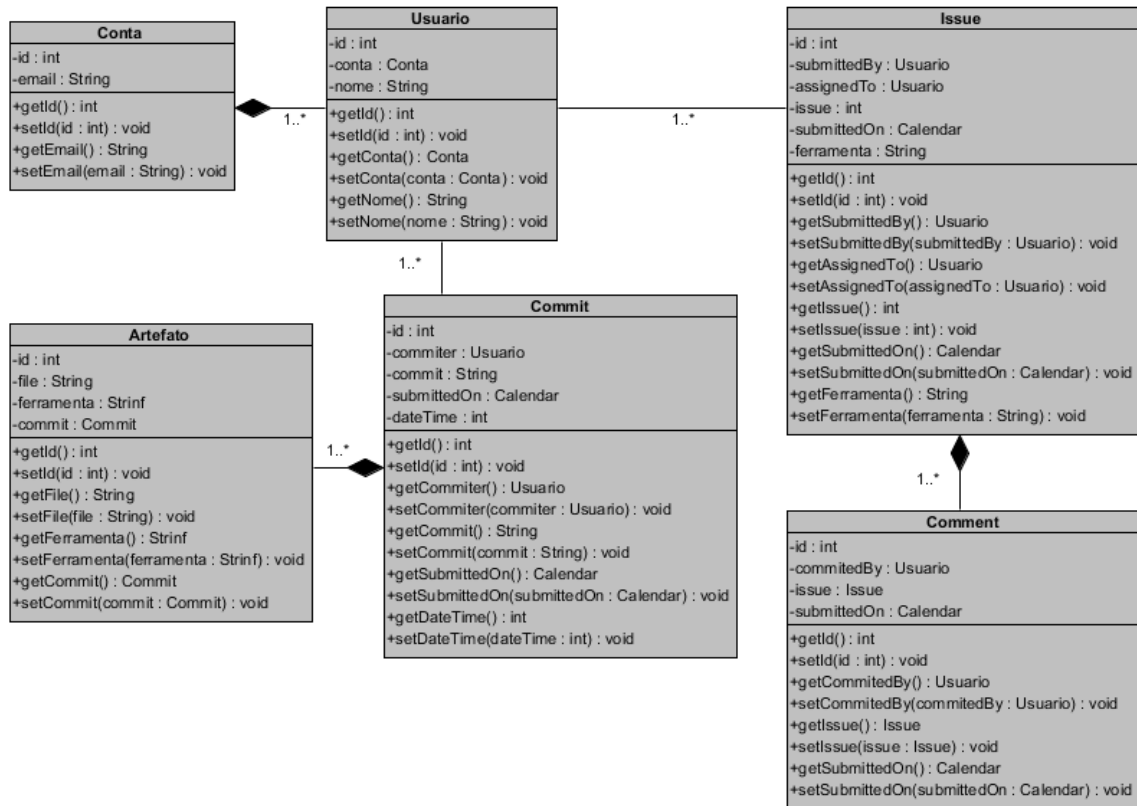 Conta
-id : int
-email : String
+getId() : int
+setId(id : int) : void
+getEmail() : String
+setEmail(email : String) : void
1..*
Usuario
-id : int
-conta : Conta
-nome : String
+getId() : int
+setId(id : int) : void
+getConta() : Conta
+setConta(conta : Conta) : void
+getNome() : String
+setNome(nome : String) : void
1..*
Issue
-id : int
-submittedBy : Usuario
-assignedTo : Usuario
-issue : int
-submittedOn : Calendar
-ferramenta : String
+getId() : int
+setId(id : int) : void
+getSubmittedBy() : Usuario
+setSubmittedBy(submittedBy : Usuario) : void
+getAssignedTo() : Usuario
+setAssignedTo(assignedTo : Usuario) : void
+getIssue() : int
+setIssue(issue : int) : void
+getSubmittedOn() : Calendar
+setSubmittedOn(submittedOn : Calendar) : void
+getFerramenta() : String
+setFerramenta(ferramenta : String) : void
1..*
Artefato
-id : int
-file : String
-ferramenta : Strinf
-commit : Commit
+getId() : int
+setId(id : int) : void
+getFile() : String
+setFile(file : String) : void
+getFerramenta() : Strinf
+setFerramenta(ferramenta : Strinf) : void
+getCommit() : Commit
+setCommit(commit : Commit) : void
1..*
Commit
-id : int
-commiter : Usuario
-commit : String
-submittedOn : Calendar
-dateTime : int
+getId() : int
+setId(id : int) : void
+getCommiter() : Usuario
+setCommiter(commiter : Usuario) : void
+getCommit() : String
+setCommit(commit : String) : void
+getSubmittedOn() : Calendar
+setSubmittedOn(submittedOn : Calendar) : void
+getDateTime() : int
+setDateTime(dateTime : int) : void
1..*
Comment
-id : int
-commitedBy : Usuario
-issue : Issue
-submittedOn : Calendar
+getId() : int
+setId(id : int) : void
+getCommitedBy() : Usuario
+setCommitedBy(commitedBy : Usuario) : void
+getIssue() : Issue
+setIssue(issue : Issue) : void
+getSubmittedOn() : Calendar
+setSubmittedOn(submittedOn : Calendar) : void